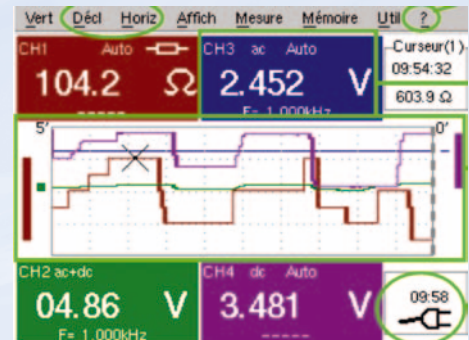 Vert Décl Horiz Affich Mesure Mémoire Util ?
CH1 Auto
104.2 Ω
-----
CH3 ac Auto
2.452 V
F= 1.000kHz
Curseur(1)
09:54:32
603.9 Ω
5' 0'
CH2 ac+dc
04.86 V
F= 1.000kHz
CH4 dc Auto
3.481 V
-----
09:58